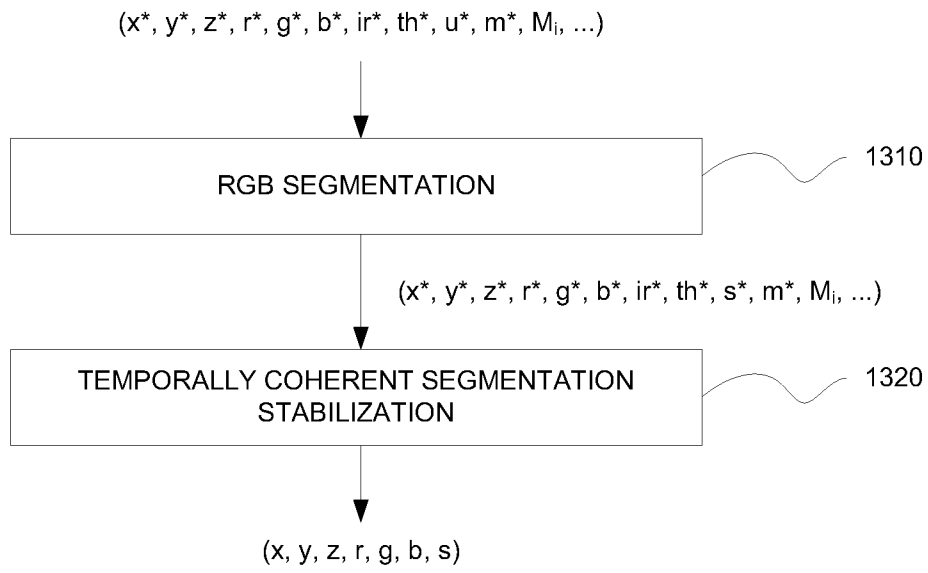 (x*, y*, z*, r*, g*, b*, ir*, th*, u*, m*, Mᵢ, ...)
RGB SEGMENTATION
1310
(x*, y*, z*, r*, g*, b*, ir*, th*, s*, m*, Mᵢ, ...)
TEMPORALLY COHERENT SEGMENTATION
STABILIZATION
1320
(x, y, z, r, g, b, s)